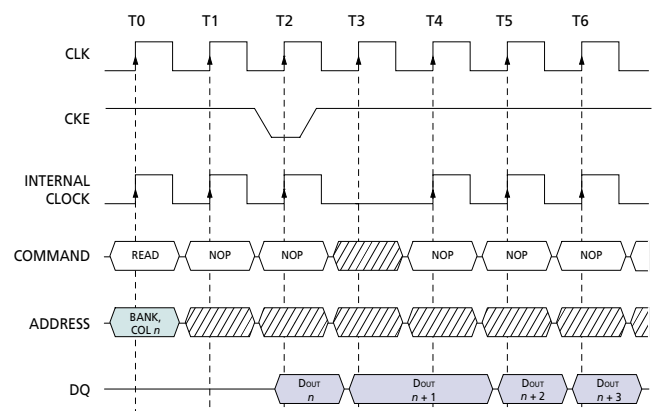 T0 T1 T2 T3 T4 T5 T6
CLK
CKE
INTERNAL
CLOCK
COMMAND READ NOP NOP NOP NOP NOP
ADDRESS BANK,
COL n
DQ DOUT DOUT DOUT DOUT
n n + 1 n + 2 n + 3